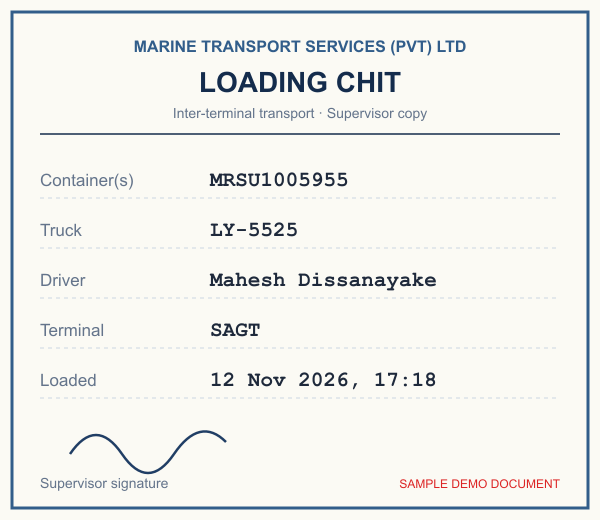 MARINE TRANSPORT SERVICES (PVT) LTD
LOADING CHIT
Inter-terminal transport · Supervisor copy
Container(s) MRSU1005955
Truck LY-5525
Driver Mahesh Dissanayake
Terminal SAGT
Loaded 12 Nov 2026, 17:18
Supervisor signature SAMPLE DEMO DOCUMENT